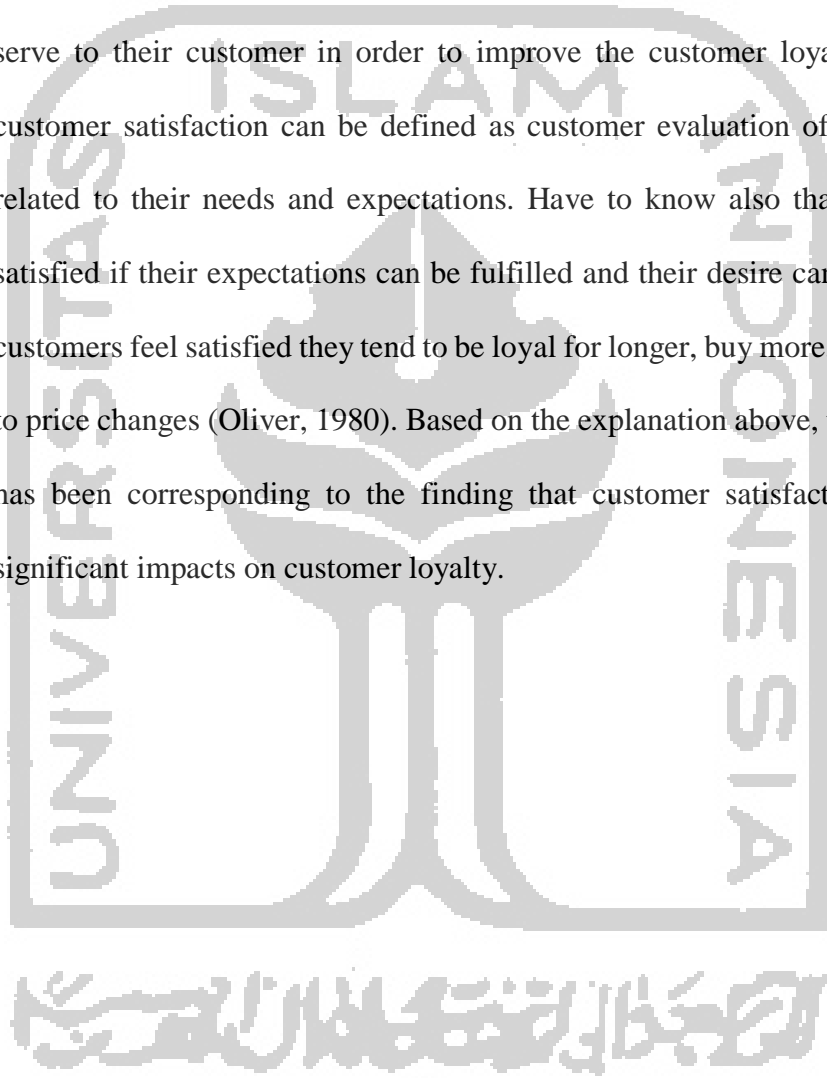 ISLAM
serve to their customer in order to improve the customer loya
customer satisfaction can be defined as customer evaluation of
related to their needs and expectations. Have to know also tha
satisfied if their expectations can be fulfilled and their desire can
customers feel satisfied they tend to be loyal for longer, buy more
to price changes (Oliver, 1980). Based on the explanation above,
has been corresponding to the finding that customer satisfact
significant impacts on customer loyalty.
UNIVERSITAS
INDONESIA